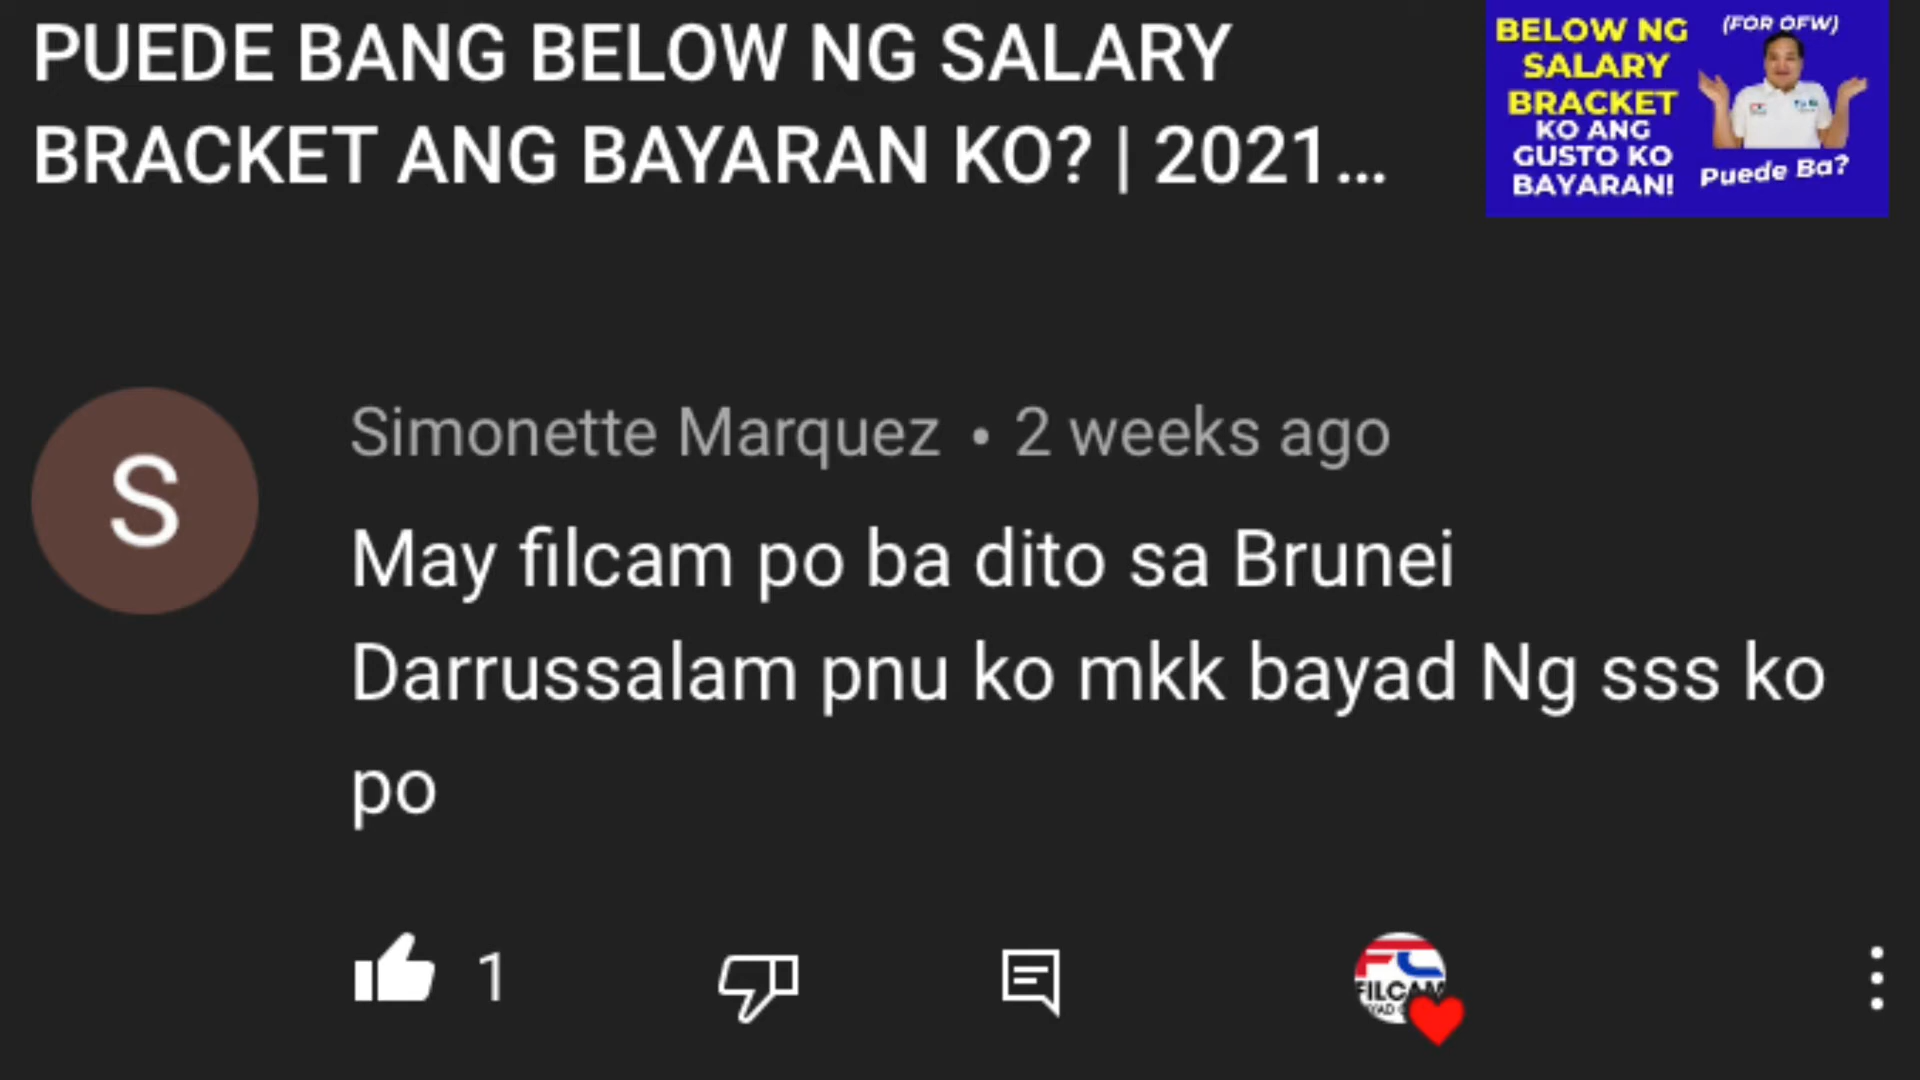 PUEDE BANG BELOW NG SALARY
BRACKET ANG BAYARAN KO? | 2021...
BELOW NG
SALARY
BRACKET
KO ANG
GUSTO KO
BAYARAN!
(FOR OFW)
Puede Ba?
S
Simonette Marquez • 2 weeks ago
May filcam po ba dito sa Brunei
Darrussalam pnu ko mkk bayad Ng sss ko
po
1
FC
FILCAM